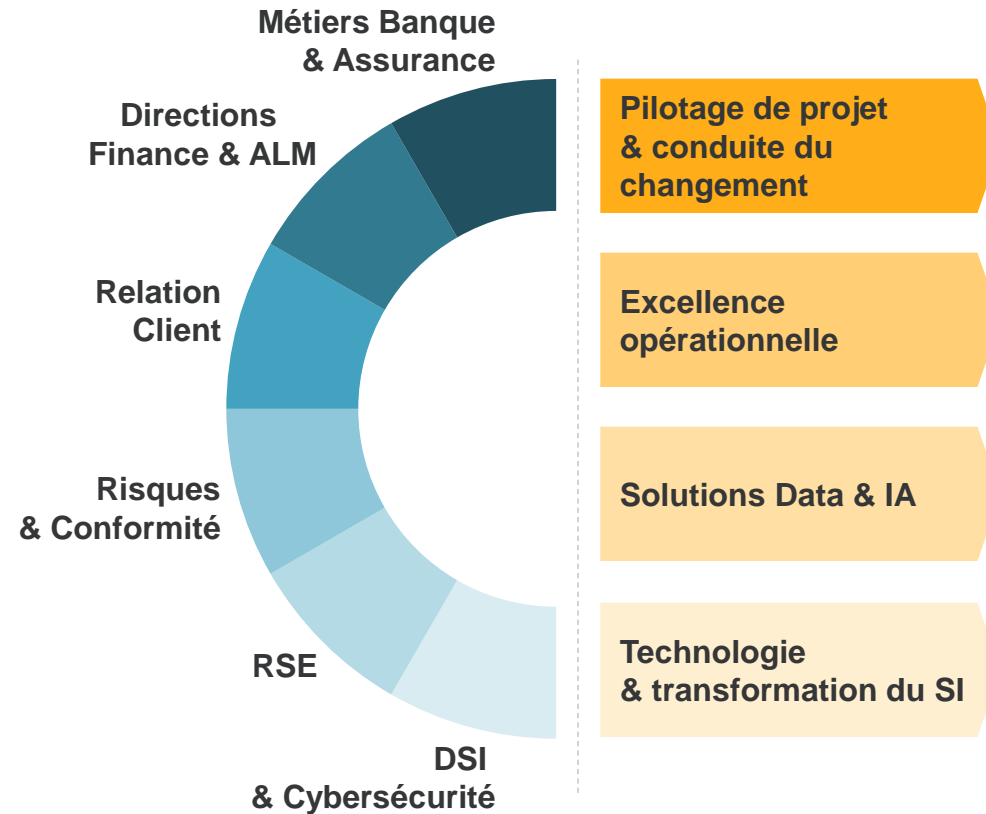 Métiers Banque
& Assurance
Directions
Finance & ALM
Relation
Client
Risques
& Conformité
RSE
DSI
& Cybersécurité
Pilotage de projet
& conduite du
changement
Excellence
opérationnelle
Solutions Data & IA
Technologie
& transformation du SI